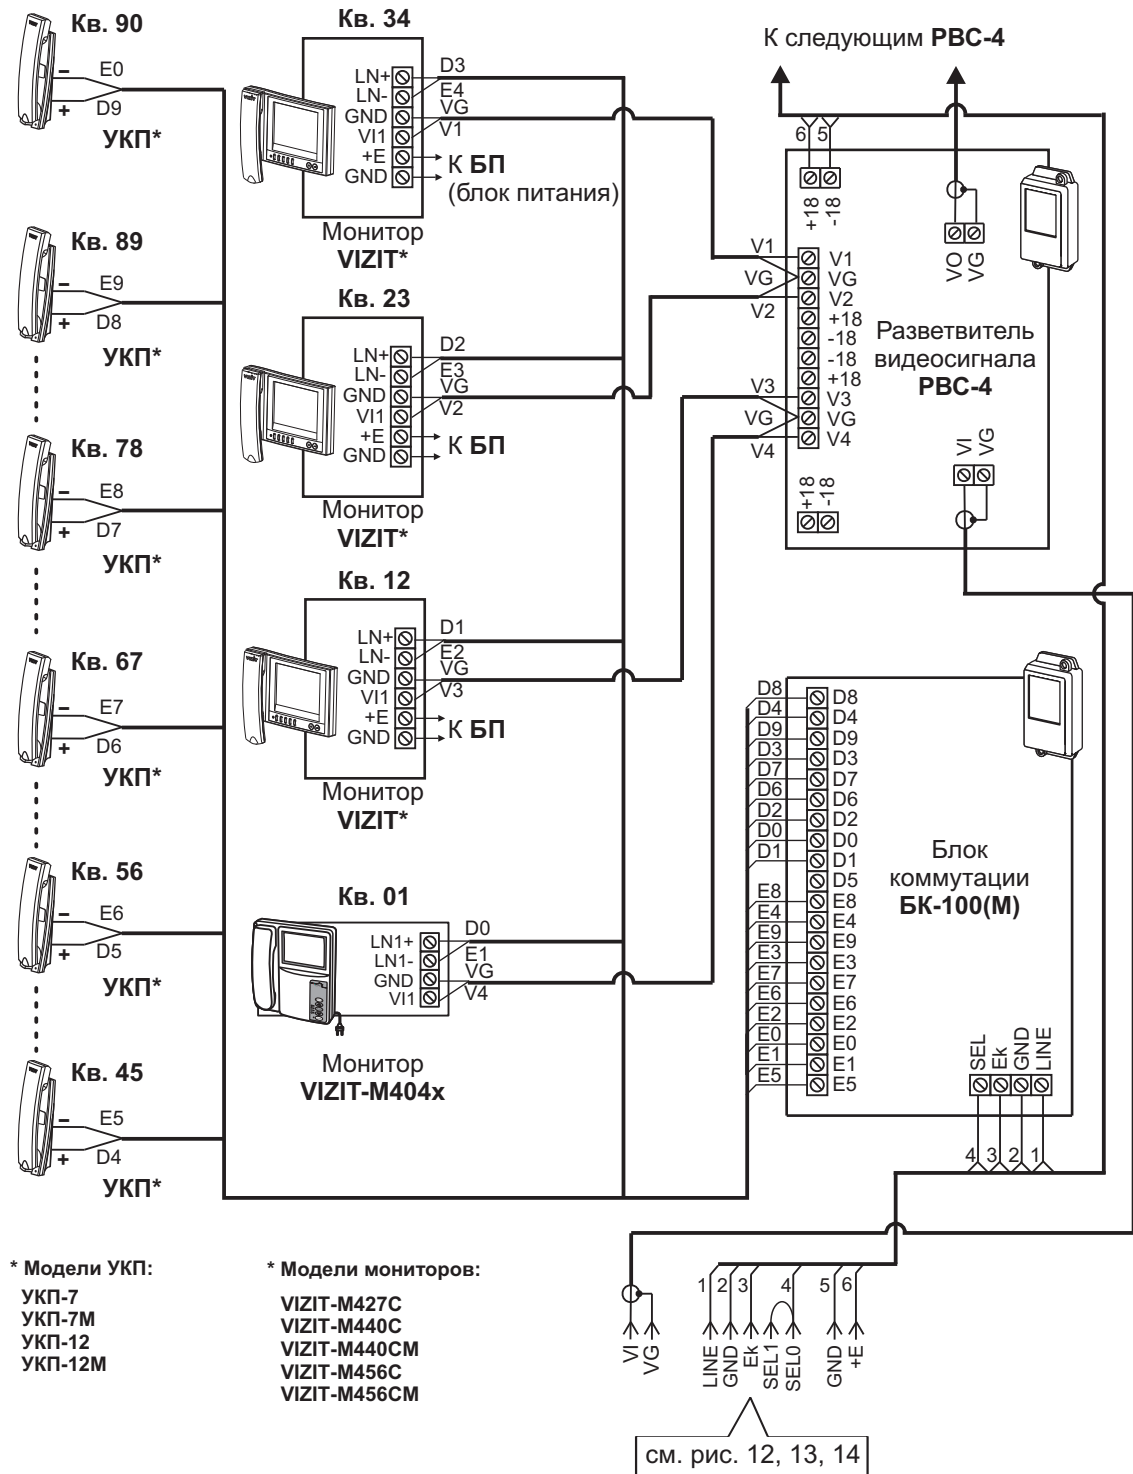 Кв. 90
−
E0
+
D9
УКП*
Кв. 89
−
E9
+
D8
УКП*
Кв. 78
−
E8
+
D7
УКП*
Кв. 67
−
E7
+
D6
УКП*
Кв. 56
−
E6
+
D5
УКП*
Кв. 45
−
E5
+
D4
УКП*
Кв. 34
LN+
LN-
GND
VI1
+E
GND
D3
E4
VG
V1
К БП
(блок питания)
Монитор
VIZIT*
Кв. 23
LN+
LN-
GND
VI1
+E
GND
D2
E3
VG
V2
К БП
Монитор
VIZIT*
Кв. 12
LN+
LN-
GND
VI1
+E
GND
D1
E2
VG
V3
К БП
Монитор
VIZIT*
Кв. 01
LN1+
LN1-
GND
VI1
D0
E1
VG
V4
Монитор
VIZIT-M404x
К следующим РВС-4
6
5
+18
-18
VO
VG
V1
VG
V2
V3
VG
V4
V1
VG
V2
+18
-18
-18
+18
V3
VG
V4
Разветвитель
видеосигнала
РВС-4
VI
VG
+18
-18
D8
D4
D9
D3
D7
D6
D2
D0
D1
E8
E4
E9
E3
E7
E6
E2
E0
E1
E5
D8
D4
D9
D3
D7
D6
D2
D0
D1
D5
E8
E4
E9
E3
E7
E6
E2
E0
E1
E5
Блок
коммутации
БК-100(М)
SEL
Ek
GND
LINE
4
3
2
1
1
2
3
4
5
6
VI
VG
LINE
GND
Ek
SEL1
SEL0
GND
+E
см. рис. 12, 13, 14
* Модели УКП:
УКП-7
УКП-7М
УКП-12
УКП-12М
* Модели мониторов:
VIZIT-M427C
VIZIT-M440C
VIZIT-M440CM
VIZIT-M456C
VIZIT-M456CM